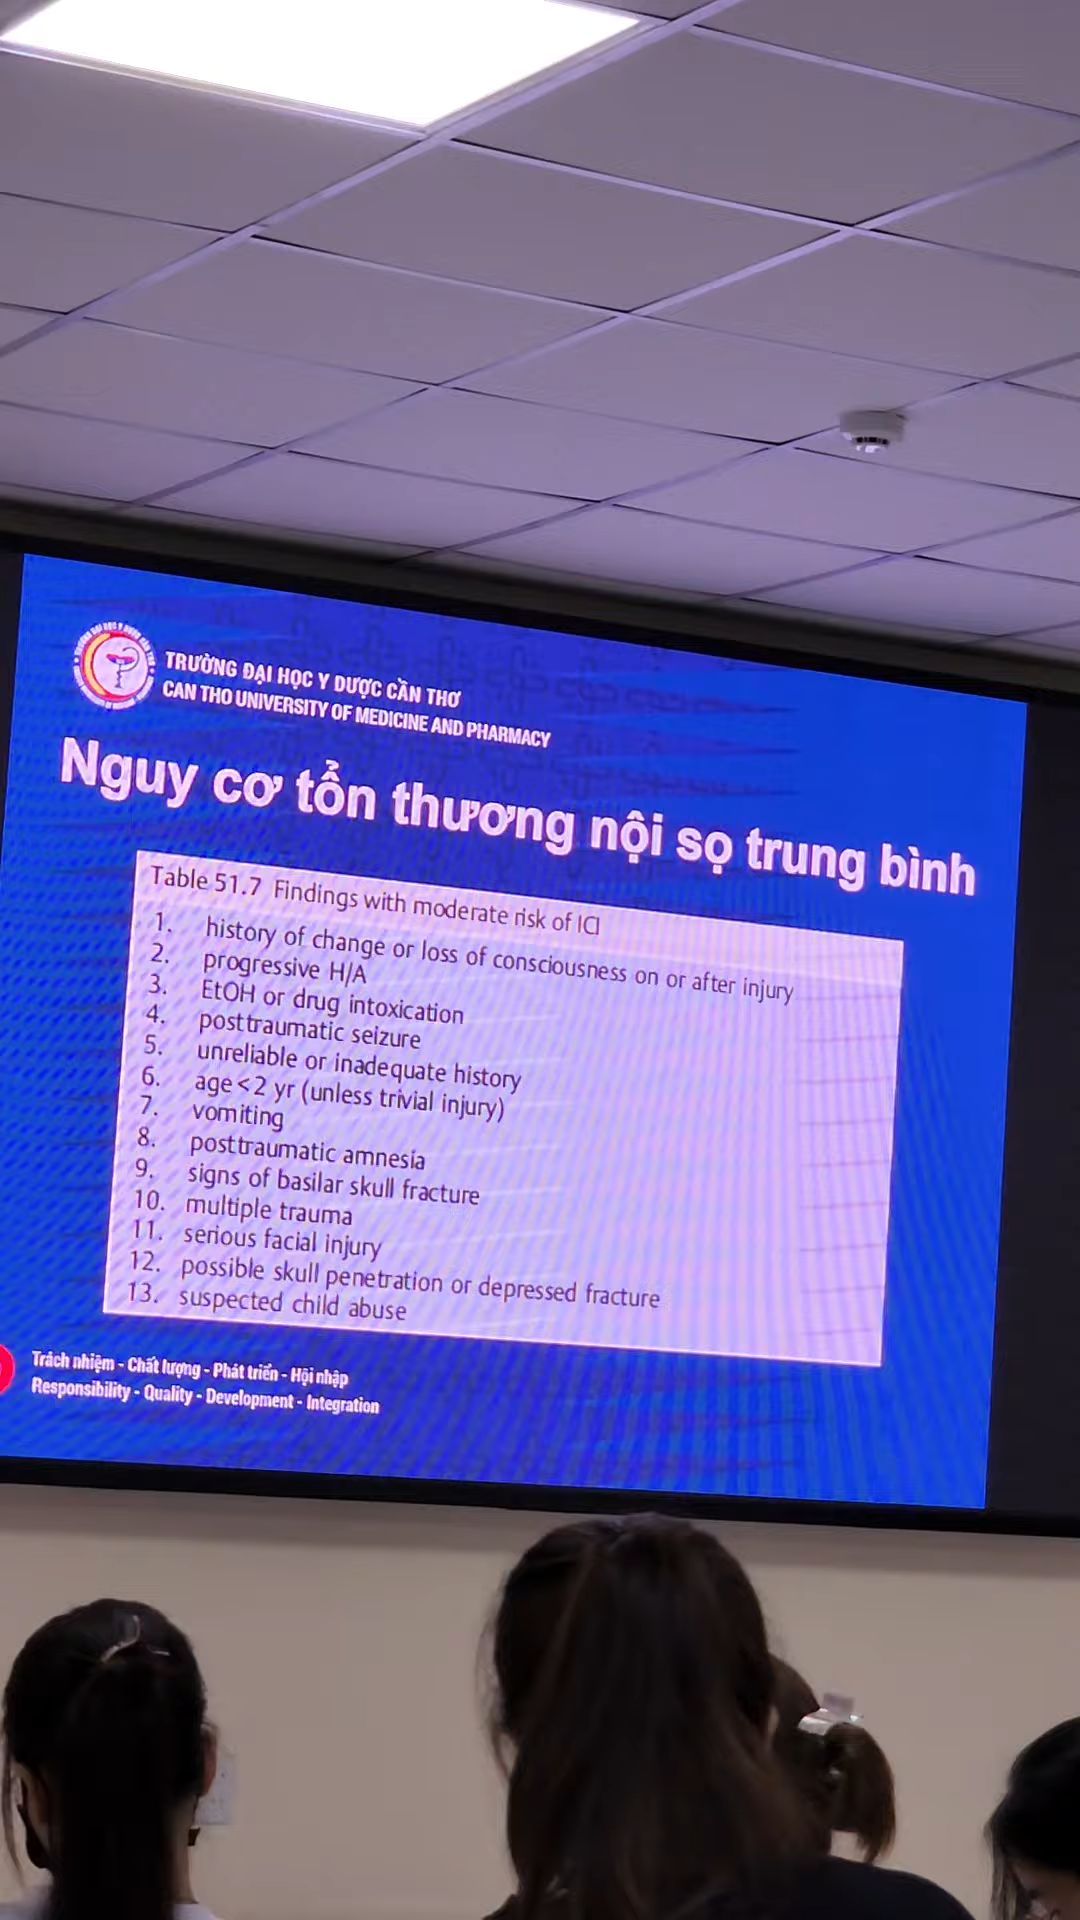 TRƯỜNG ĐẠI HỌC Y DƯỢC CẦN THƠ
CAN THO UNIVERSITY OF MEDICINE AND PHARMACY
Nguy cơ tổn thương nội sọ trung bình
Table 51.7 Findings with moderate risk of ICI
1. history of change or loss of consciousness on or after injury
2. progressive H/A
3. EtOH or drug intoxication
4. posttraumatic seizure
5. unreliable or inadequate history
6. age<2 yr (unless trivial injury)
7. vomiting
8. posttraumatic amnesia
9. signs of basilar skull fracture
10. multiple trauma
11. serious facial injury
12. possible skull penetration or depressed fracture
13. suspected child abuse
Trách nhiệm - Chất lượng - Phát triển - Hội nhập
Responsibility - Quality - Development - Integration